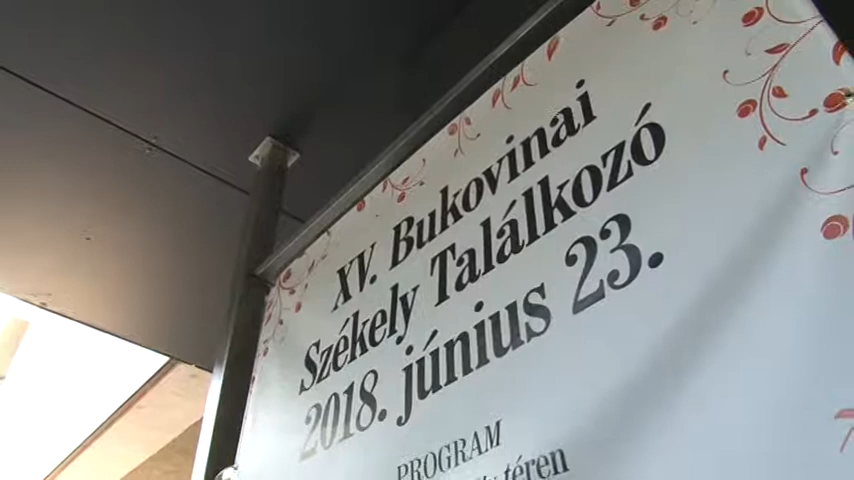 XV. Bukovinai
Székely Találkozó
2018. június 23.
PROGRAM
téren